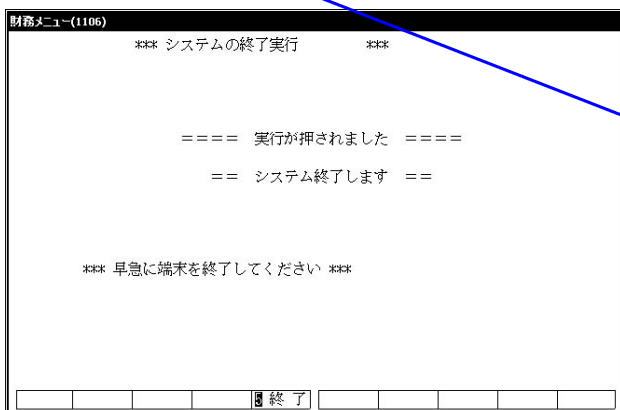 財務メニュー(1106)
*** システムの終了実行 ***
==== 実行が押されました ====
== システム終了します ==
*** 早急に端末を終了してください ***
5 終 了